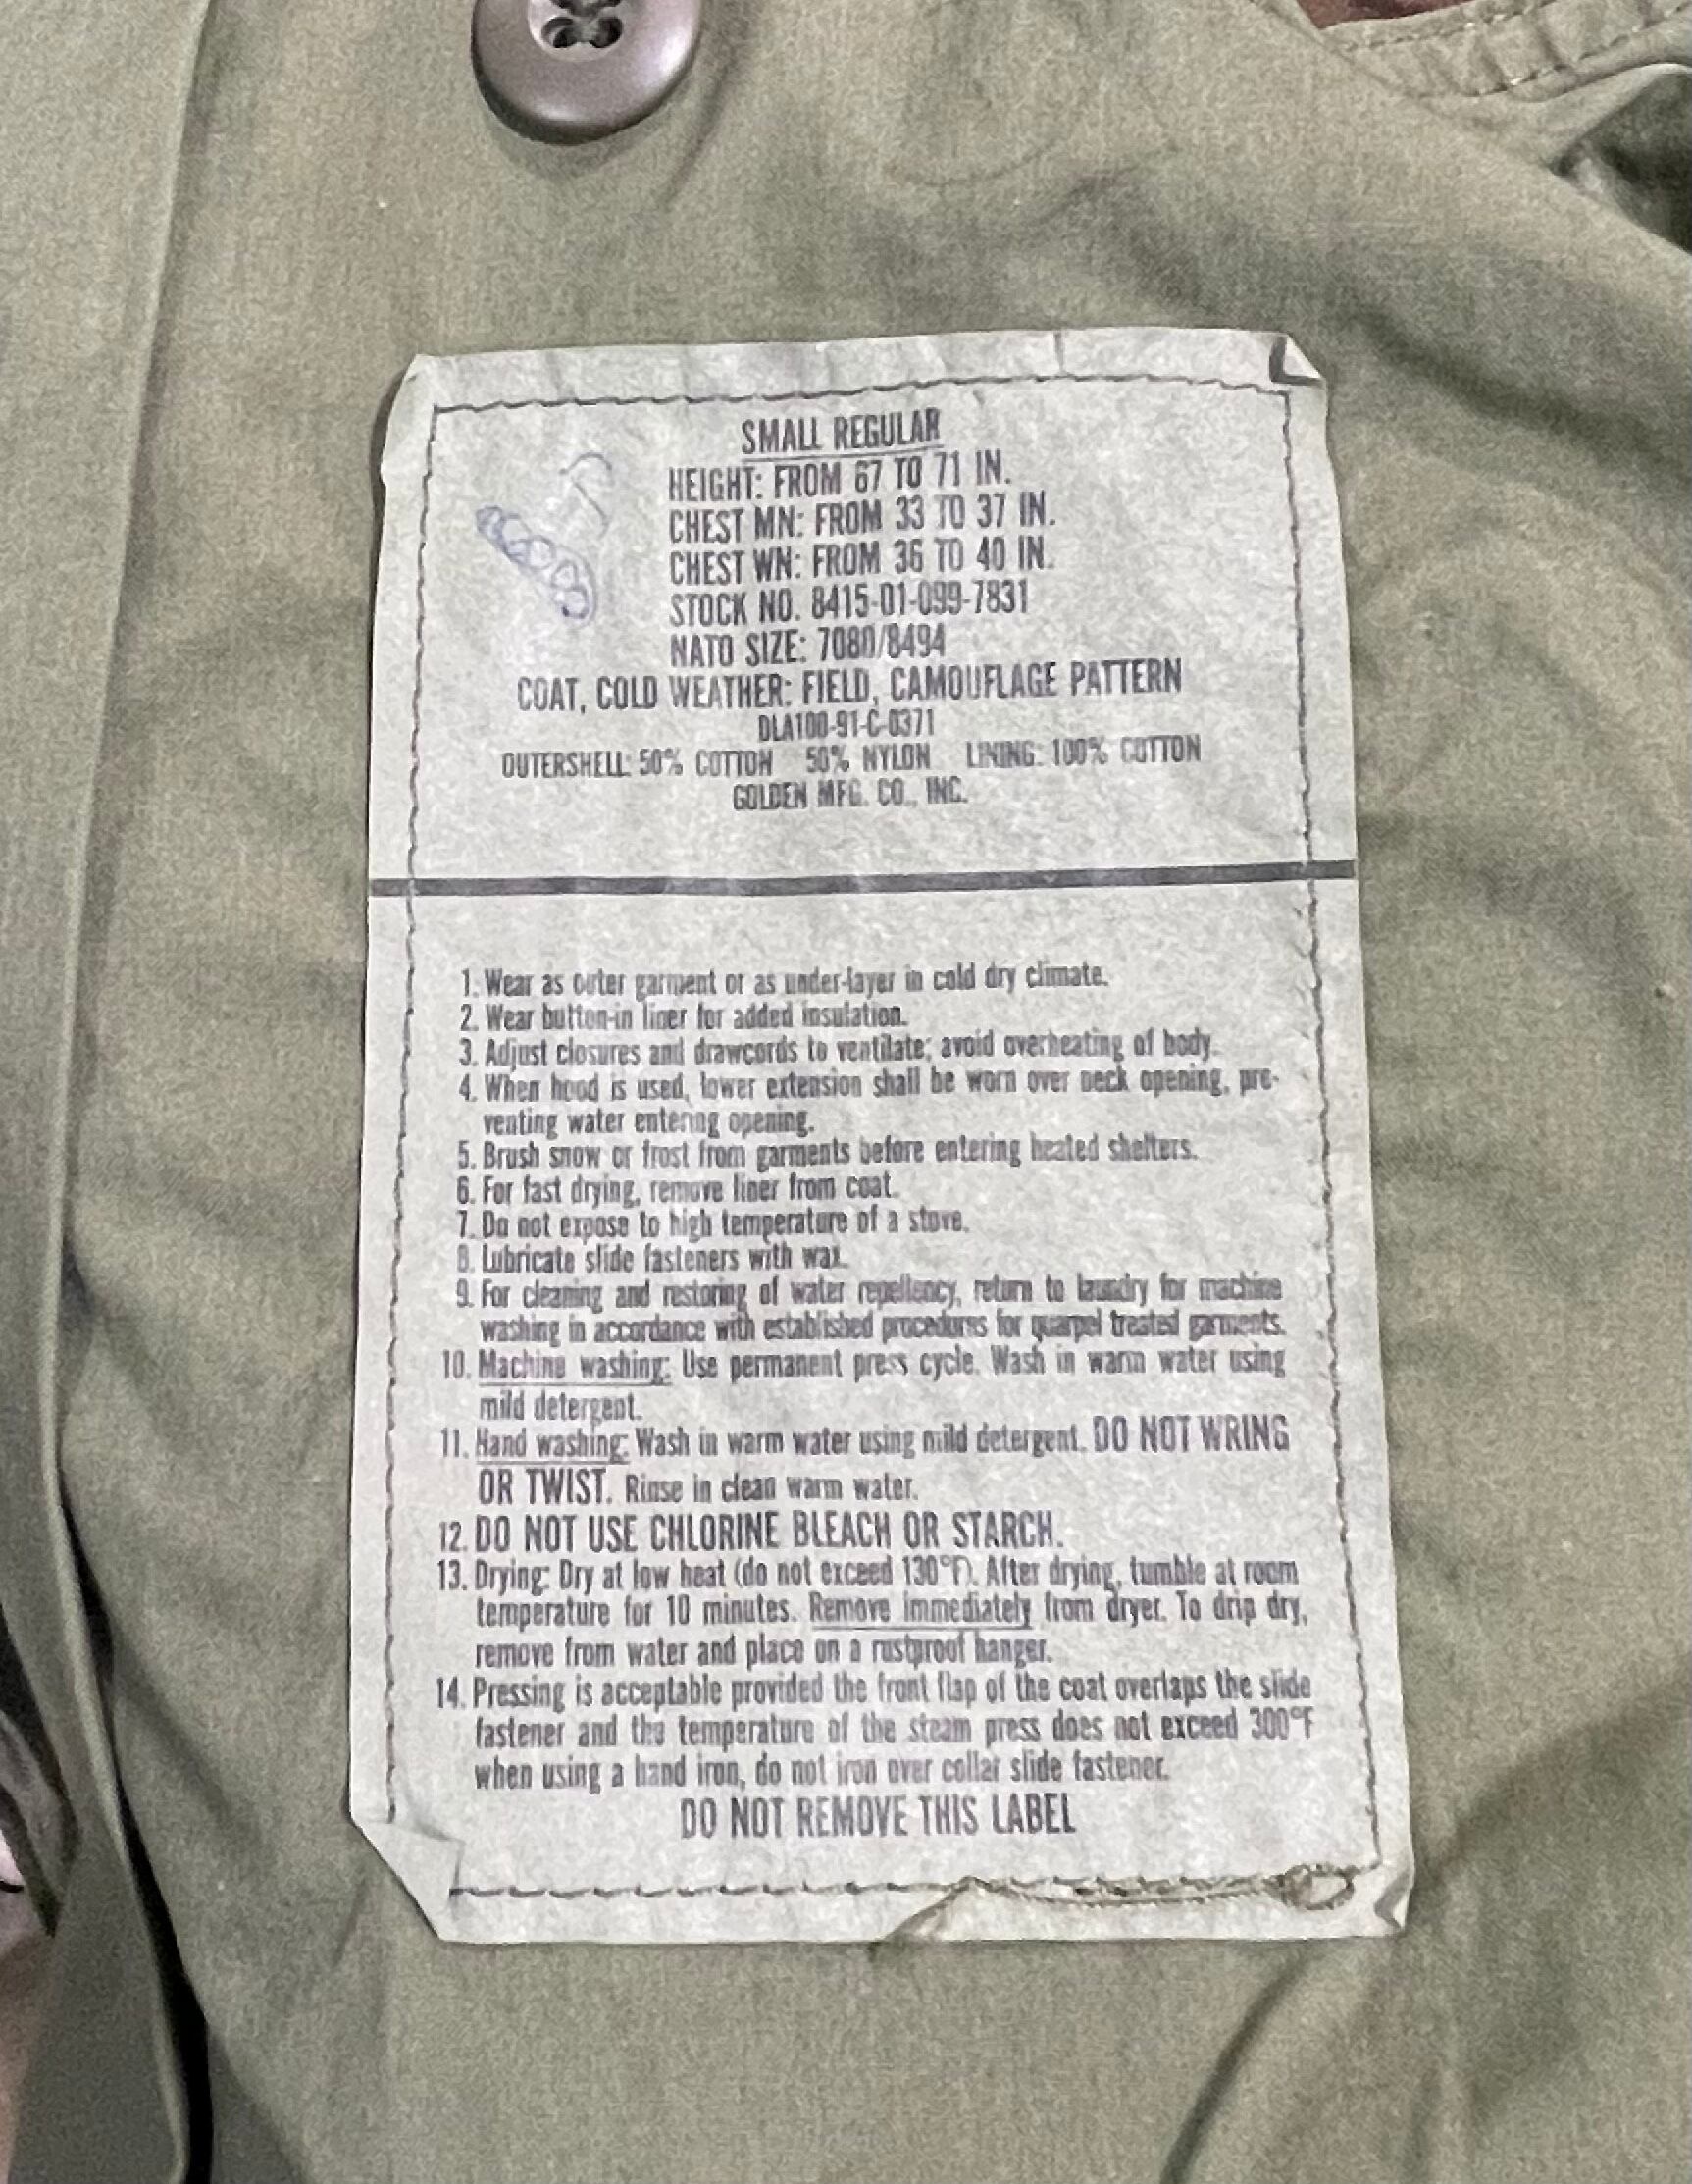 SMALL REGULAR
HEIGHT: FROM 67 TO 71 IN.
CHEST MN: FROM 33 TO 37 IN.
CHEST WN: FROM 36 TO 40 IN.
STOCK NO. 8415-01-099-7831
NATO SIZE: 7080/8494
COAT, COLD WEATHER: FIELD, CAMOUFLAGE PATTERN
DLA100-91-C-0371
OUTERSHELL: 50% COTTON 50% NYLON LINING: 100% COTTON
GOLDEN MFG. CO., INC.
1. Wear as outer garment or as under-layer in cold dry climate.
2. Wear button-in liner for added insulation.
3. Adjust closures and drawcords to ventilate; avoid overheating of body.
4. When hood is used, lower extension shall be worn over neck opening, pre-
venting water entering opening.
5. Brush snow or frost from garments before entering heated shelters.
6. For fast drying, remove liner from coat.
7. Do not expose to high temperature of a stove.
8. Lubricate slide fasteners with wax.
9. For cleaning and restoring of water repellency, return to laundry for machine
washing in accordance with established procedures for quarpel treated garments.
10. Machine washing: Use permanent press cycle. Wash in warm water using
mild detergent.
11. Hand washing: Wash in warm water using mild detergent. DO NOT WRING
OR TWIST. Rinse in clean warm water.
12. DO NOT USE CHLORINE BLEACH OR STARCH.
13. Drying: Dry at low heat (do not exceed 130°F). After drying, tumble at room
temperature for 10 minutes. Remove immediately from dryer. To drip dry,
remove from water and place on a rustproof hanger.
14. Pressing is acceptable provided the front flap of the coat overlaps the slide
fastener and the temperature of the steam press does not exceed 300°F
when using a hand iron, do not iron over collar slide fastener.
DO NOT REMOVE THIS LABEL